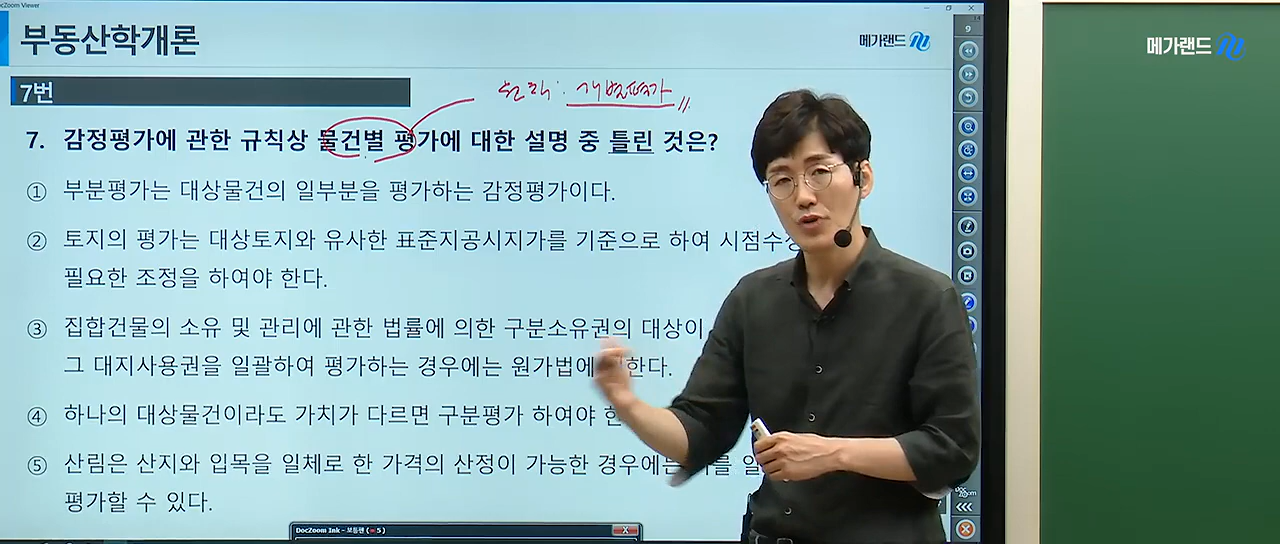 DocZoom Viewer
부동산학개론
메가랜드
메가랜드
9
7번
원칙: 개별평가
7. 감정평가에 관한 규칙상 물건별 평가에 대한 설명 중 틀린 것은?
① 부분평가는 대상물건의 일부분을 평가하는 감정평가이다.
② 토지의 평가는 대상토지와 유사한 표준지공시지가를 기준으로 하여 시점수정
필요한 조정을 하여야 한다.
③ 집합건물의 소유 및 관리에 관한 법률에 의한 구분소유권의 대상이
그 대지사용권을 일괄하여 평가하는 경우에는 원가법에 한다.
④ 하나의 대상물건이라도 가치가 다르면 구분평가 하여야
⑤ 산림은 산지와 입목을 일체로 한 가격의 산정이 가능한 경우에는 를 일
평가할 수 있다.
Doc Zoom
DocZoom Ink - 보통펜 ( 5 )